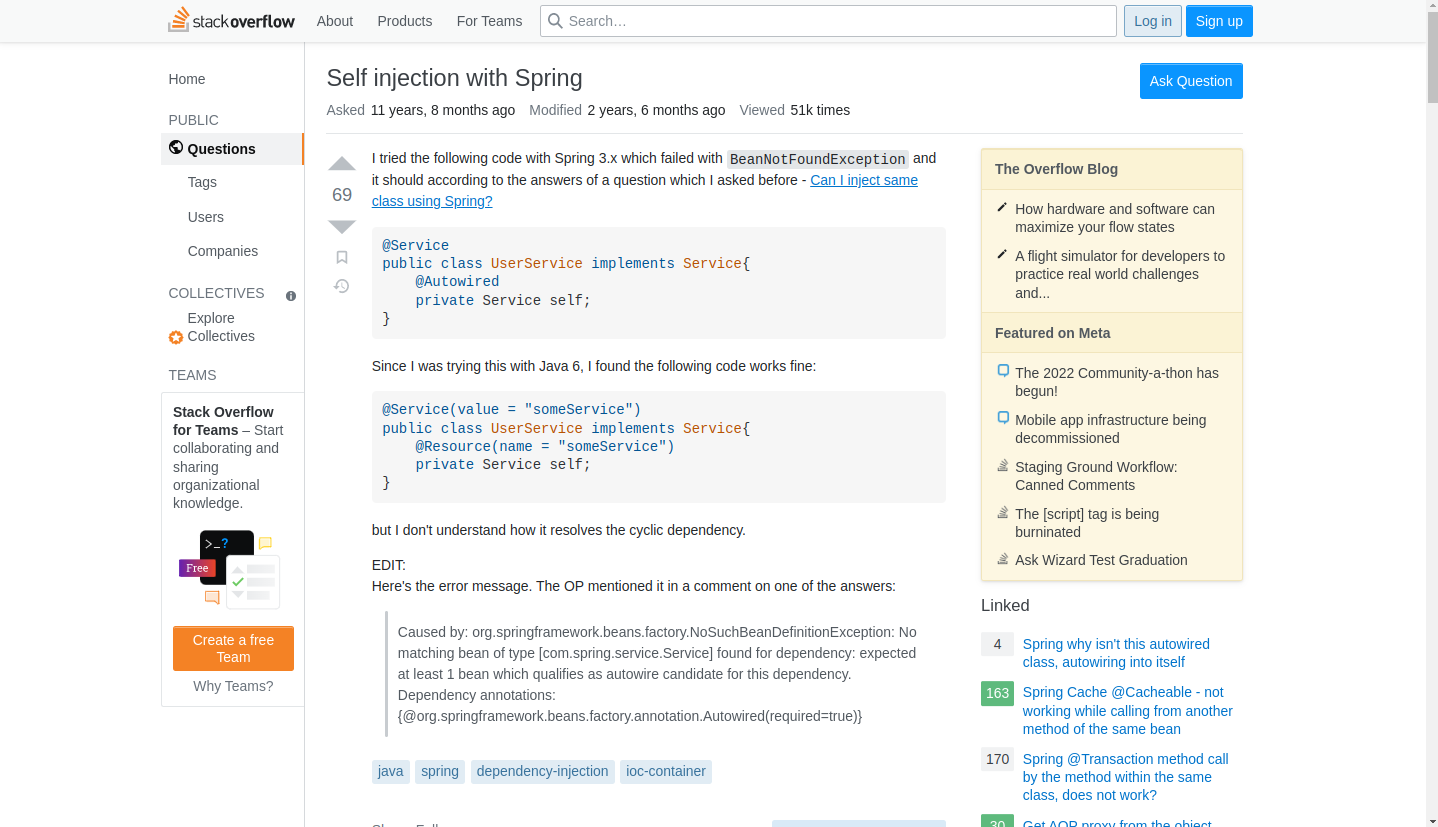 stackoverflow
About
Products
For Teams
Search…
Log in
Sign up
Home
PUBLIC
Questions
Tags
Users
Companies
COLLECTIVES
Explore
Collectives
TEAMS
Stack Overflow
for Teams – Start
collaborating and
sharing
organizational
knowledge.
>_?
Free
Create a free
Team
Why Teams?
Self injection with Spring
Ask Question
Asked 11 years, 8 months ago Modified 2 years, 6 months ago Viewed 51k times
69
I tried the following code with Spring 3.x which failed with BeanNotFoundException and
it should according to the answers of a question which I asked before - Can I inject same
class using Spring?
@Service
public class UserService implements Service{
    @Autowired
    private Service self;
}
Since I was trying this with Java 6, I found the following code works fine:
@Service(value = "someService")
public class UserService implements Service{
    @Resource(name = "someService")
    private Service self;
}
but I don't understand how it resolves the cyclic dependency.
EDIT:
Here's the error message. The OP mentioned it in a comment on one of the answers:
Caused by: org.springframework.beans.factory.NoSuchBeanDefinitionException: No
matching bean of type [com.spring.service.Service] found for dependency: expected
at least 1 bean which qualifies as autowire candidate for this dependency.
Dependency annotations:
{@org.springframework.beans.factory.annotation.Autowired(required=true)}
java spring dependency-injection ioc-container
The Overflow Blog
How hardware and software can
maximize your flow states
A flight simulator for developers to
practice real world challenges
and...
Featured on Meta
The 2022 Community-a-thon has
begun!
Mobile app infrastructure being
decommissioned
Staging Ground Workflow:
Canned Comments
The [script] tag is being
burninated
Ask Wizard Test Graduation
Linked
4 Spring why isn't this autowired
class, autowiring into itself
163 Spring Cache @Cacheable - not
working while calling from another
method of the same bean
170 Spring @Transaction method call
by the method within the same
class, does not work?
30 Get AOP proxy from the object